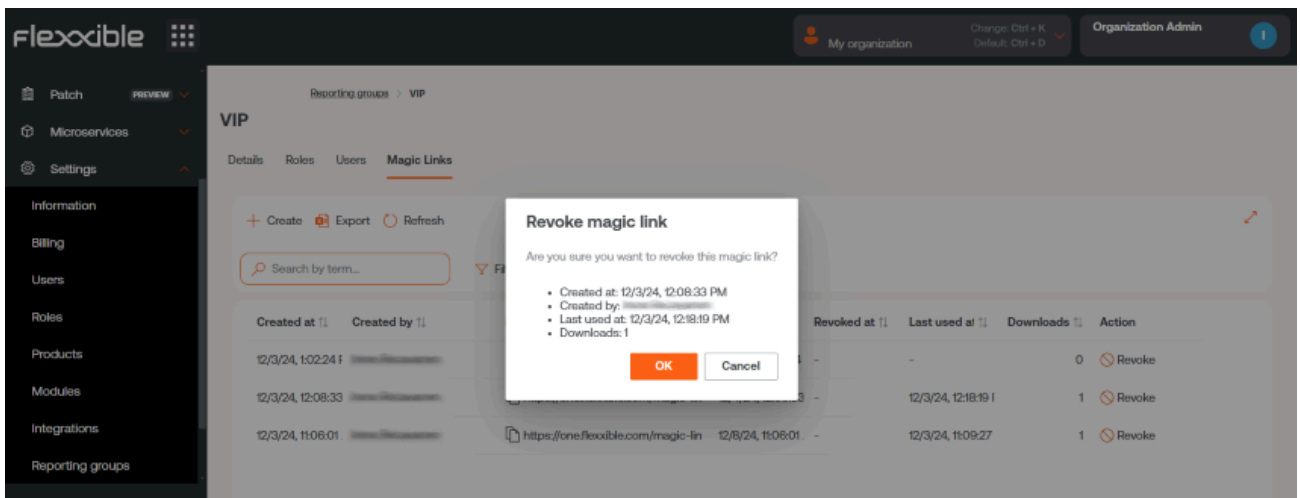 Flexxible
My organization
Change: Ctrl + K
Default: Ctrl + D
Organization Admin
I
Patch PREVIEW
Microservices
Settings
Information
Billing
Users
Roles
Products
Modules
Integrations
Reporting groups
Reporting groups > VIP
VIP
Details Roles Users Magic Links
Create Export Refresh
Search by term...
Revoke magic link
Are you sure you want to revoke this magic link?
• Created at: 12/3/24, 12:08:33 PM
• Created by:
• Last used at: 12/3/24, 12:18:19 PM
• Downloads: 1
OK Cancel
Created at Created by Revoked at Last used at Downloads Action
12/3/24, 1:02:24 - - 0 Revoke
12/3/24, 12:08:33 - 12/3/24, 12:18:19 1 Revoke
12/3/24, 11:06:01 https://one.flexxible.com/magic-lin 12/8/24, 11:06:01 - 12/3/24, 11:09:27 1 Revoke